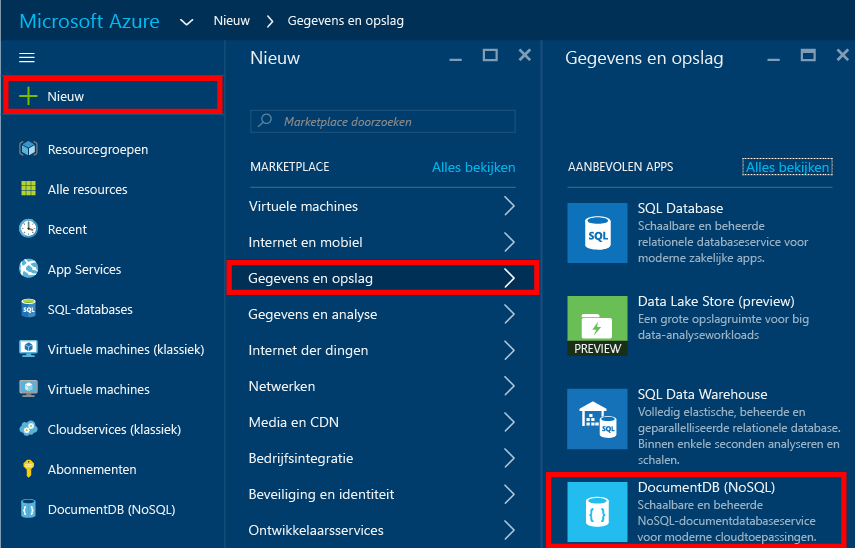 Microsoft Azure Nieuw Gegevens en opslag
Nieuw
Resourcegroepen
Alle resources
Recent
App Services
SQL-databases
Virtuele machines (klassiek)
Virtuele machines
Cloudservices (klassiek)
Abonnementen
DocumentDB (NoSQL)
Nieuw
Marketplace doorzoeken
MARKETPLACE Alles bekijken
Virtuele machines
Internet en mobiel
Gegevens en opslag
Gegevens en analyse
Internet der dingen
Netwerken
Media en CDN
Bedrijfsintegratie
Beveiliging en identiteit
Ontwikkelaarsservices
Gegevens en opslag
AANBEVOLEN APPS Alles bekijken
SQL
SQL Database
Schaalbare en beheerde
relationele databaseservice voor
moderne zakelijke apps.
PREVIEW
Data Lake Store (preview)
Een grote opslagruimte voor big
data-analyseworkloads
SQL
SQL Data Warehouse
Volledig elastische, beheerde en
geparallelliseerde relationele database.
Binnen enkele seconden analyseren en
schalen.
DocumentDB (NoSQL)
Schaalbare en beheerde
NoSQL-documentdatabaseservice
voor moderne cloudtoepassingen.